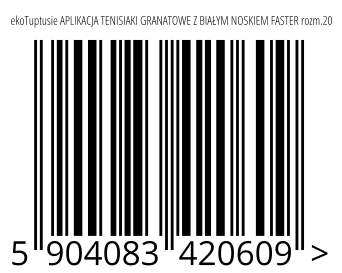 ekoTuptusie APLIKACJA TENISIAKI GRANATOWE Z BIAŁYM NOSKIEM FASTER rozm.20
5 904083 420609 >